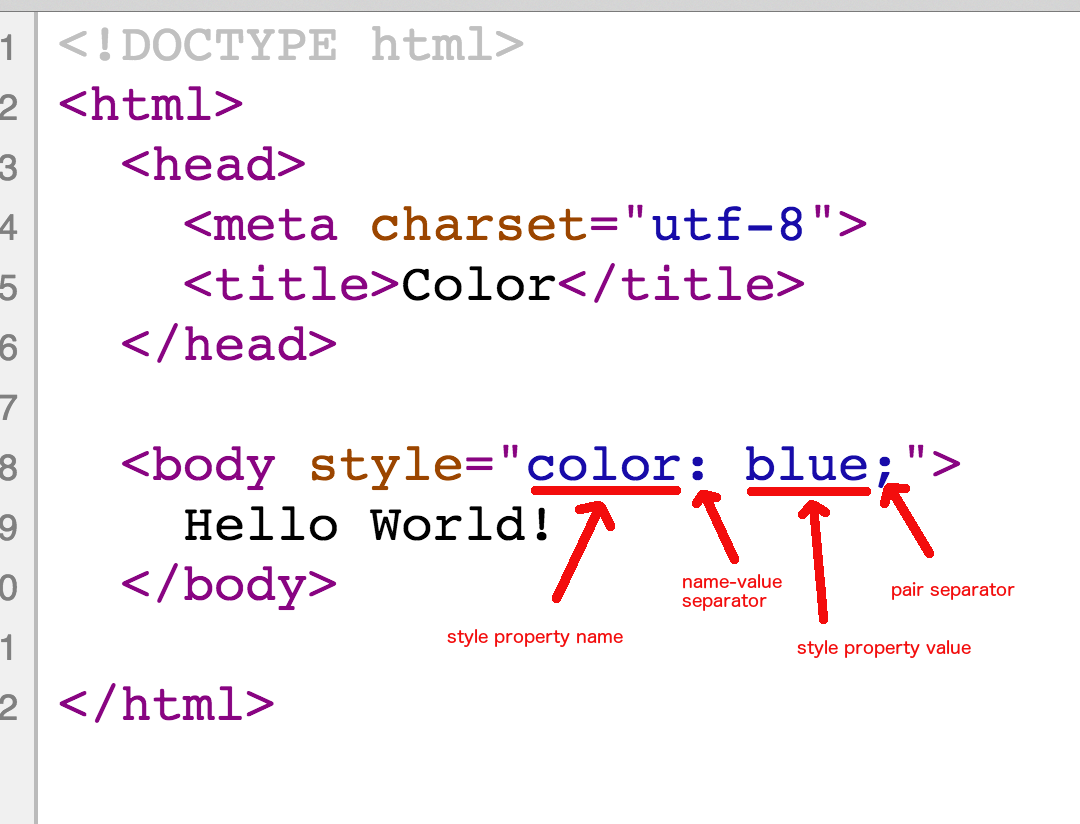 1 <!DOCTYPE html>
2 <html>
3 <head>
4 <meta charset="utf-8">
5 <title>Color</title>
6 </head>
7
8 <body style="color: blue;">
9 Hello World!
0 </body>
name-value
separator
pair separator
style property name
1
style property value
2 </html>